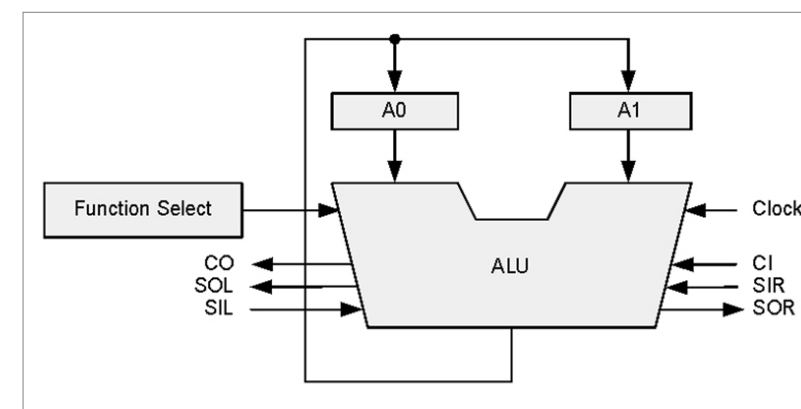 A0
A1
Function Select
Clock
CO
ALU
CI
SOL
SIR
SIL
SOR